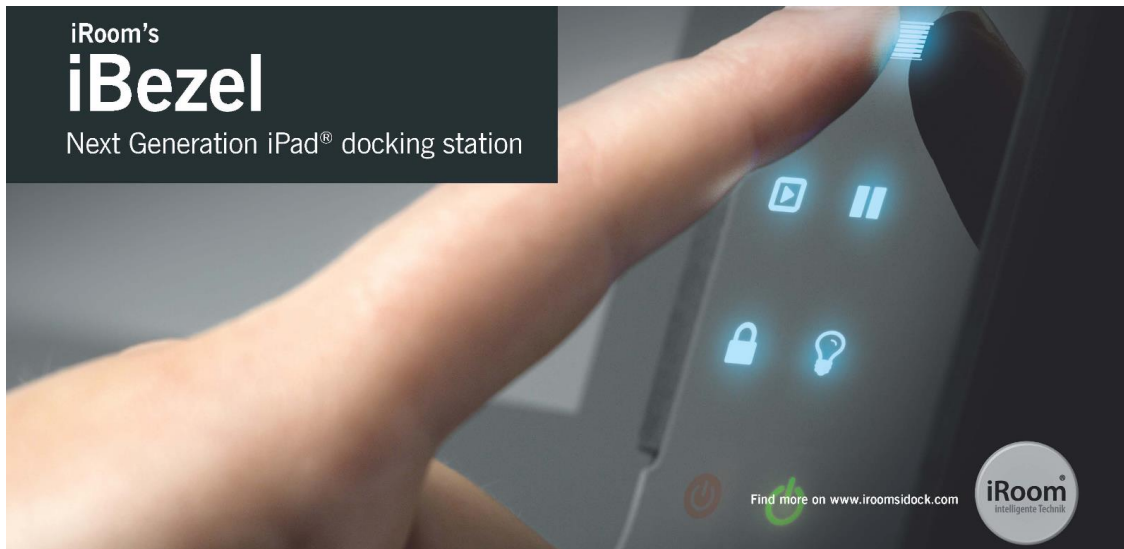 iRoom's
iBezel
Next Generation iPad® docking station
Find more on www.iroomsidock.com
iRoom®
intelligente Technik